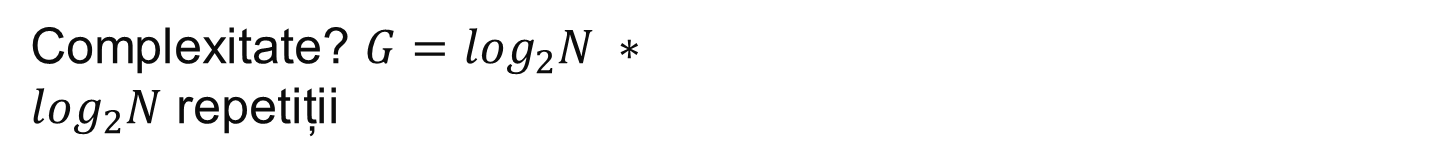 Complexitate? G = log₂N *
log₂N repetiții